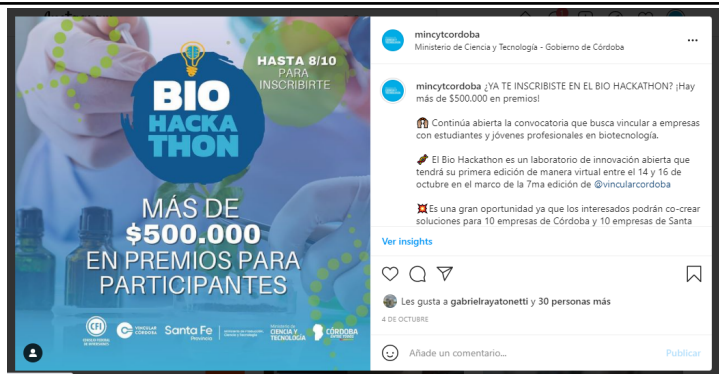 HASTA 8/10
PARA
INSCRIBIRTE
BIO
HACKA
THON
MÁS DE
$500.000
EN PREMIOS PARA
PARTICIPANTES
CFI
VINCULAR
CÓRDOBA
Santa Fe
Provincia
Ministerio de
CIENCIA Y
TECNOLOGÍA
CÓRDOBA
mincytcordoba
Ministerio de Ciencia y Tecnología - Gobierno de Córdoba
mincytcordoba ¿YA TE INSCRIBISTE EN EL BIO HACKATHON? ¡Hay
más de $500.000 en premios!
Continúa abierta la convocatoria que busca vincular a empresas
con estudiantes y jóvenes profesionales en biotecnología.
El Bio Hackathon es un laboratorio de innovación abierta que
tendrá su primera edición de manera virtual entre el 14 y 16 de
octubre en el marco de la 7ma edición de @vincularcordoba
Es una gran oportunidad ya que los interesados podrán co-crear
soluciones para 10 empresas de Córdoba y 10 empresas de Santa
Ver insights
Les gusta a gabrielrayatonetti y 30 personas más
4 DE OCTUBRE
Añade un comentario...
Publicar